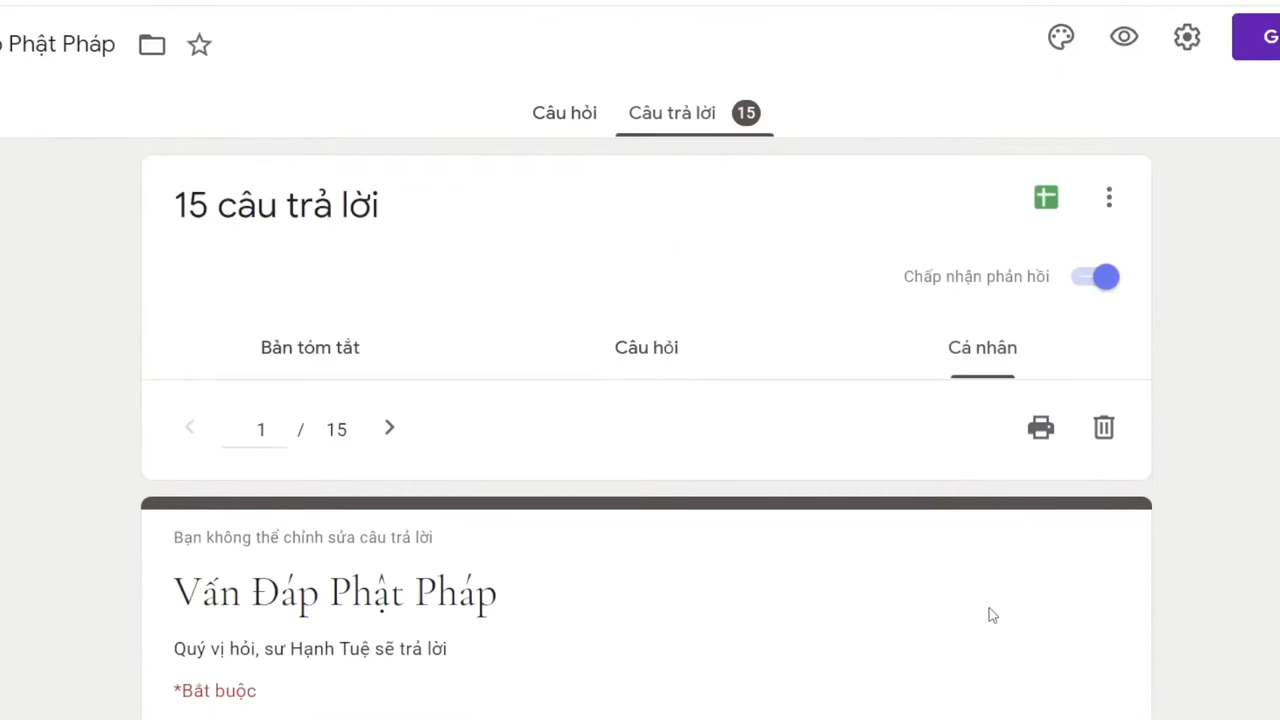 Phật Pháp
G
Câu hỏi Câu trả lời 15
15 câu trả lời
Chấp nhận phản hồi
Bản tóm tắt Câu hỏi Cá nhân
1 / 15
Bạn không thể chỉnh sửa câu trả lời
Vấn Đáp Phật Pháp
Quý vị hỏi, sư Hạnh Tuệ sẽ trả lời
*Bắt buộc